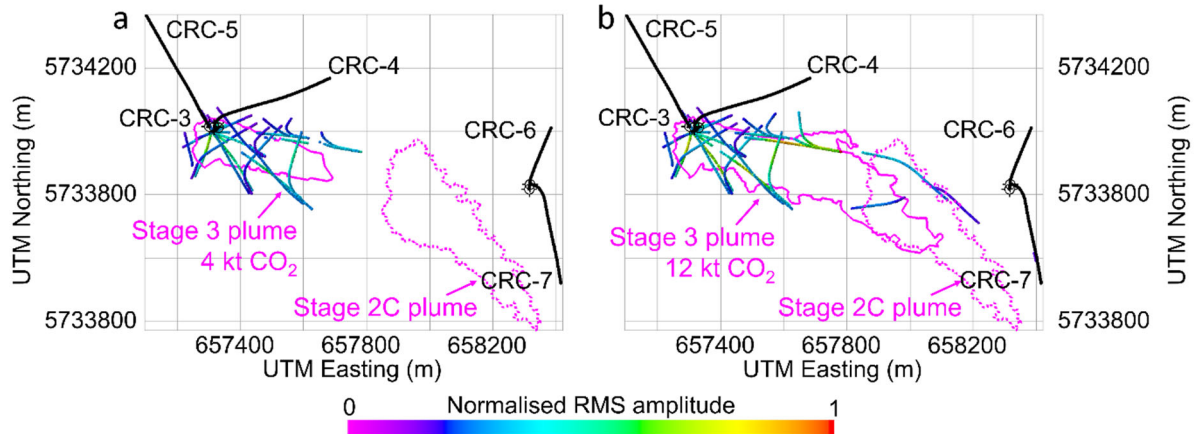 a
CRC-5
CRC-4
CRC-3
CRC-6
CRC-7
Stage 3 plume
4 kt CO₂
Stage 2C plume
5734200
5733800
5733800
UTM Northing (m)
657400 657800 658200
UTM Easting (m)
b
CRC-5
CRC-4
CRC-3
CRC-6
CRC-7
Stage 3 plume
12 kt CO₂
Stage 2C plume
5734200
5733800
5733800
UTM Northing (m)
657400 657800 658200
UTM Easting (m)
0 Normalised RMS amplitude 1